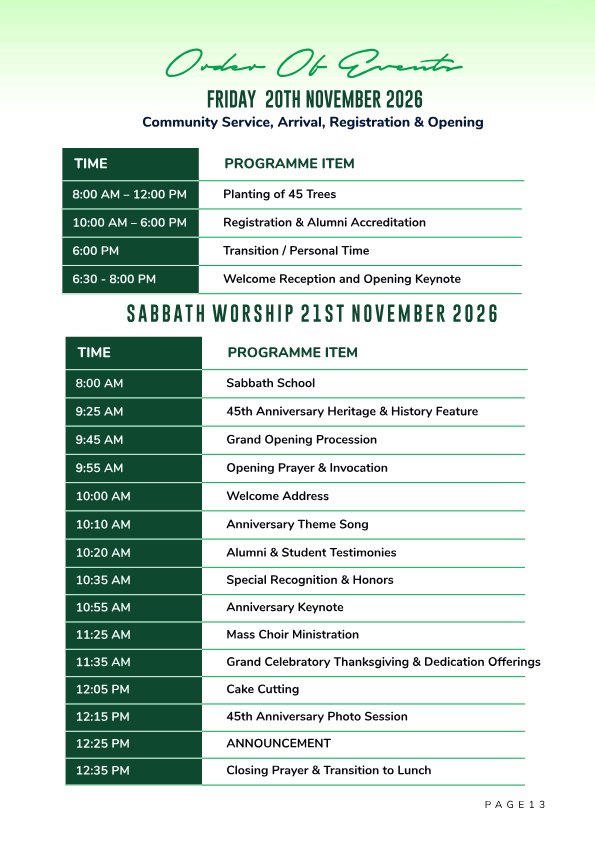 Order Of Events
FRIDAY 20TH NOVEMBER 2026
Community Service, Arrival, Registration & Opening
TIME PROGRAMME ITEM
8:00 AM – 12:00 PM Planting of 45 Trees
10:00 AM – 6:00 PM Registration & Alumni Accreditation
6:00 PM Transition / Personal Time
6:30 - 8:00 PM Welcome Reception and Opening Keynote
SABBATH WORSHIP 21ST NOVEMBER 2026
TIME PROGRAMME ITEM
8:00 AM Sabbath School
9:25 AM 45th Anniversary Heritage & History Feature
9:45 AM Grand Opening Procession
9:55 AM Opening Prayer & Invocation
10:00 AM Welcome Address
10:10 AM Anniversary Theme Song
10:20 AM Alumni & Student Testimonies
10:35 AM Special Recognition & Honors
10:55 AM Anniversary Keynote
11:25 AM Mass Choir Ministration
11:35 AM Grand Celebratory Thanksgiving & Dedication Offerings
12:05 PM Cake Cutting
12:15 PM 45th Anniversary Photo Session
12:25 PM ANNOUNCEMENT
12:35 PM Closing Prayer & Transition to Lunch
PAGE13